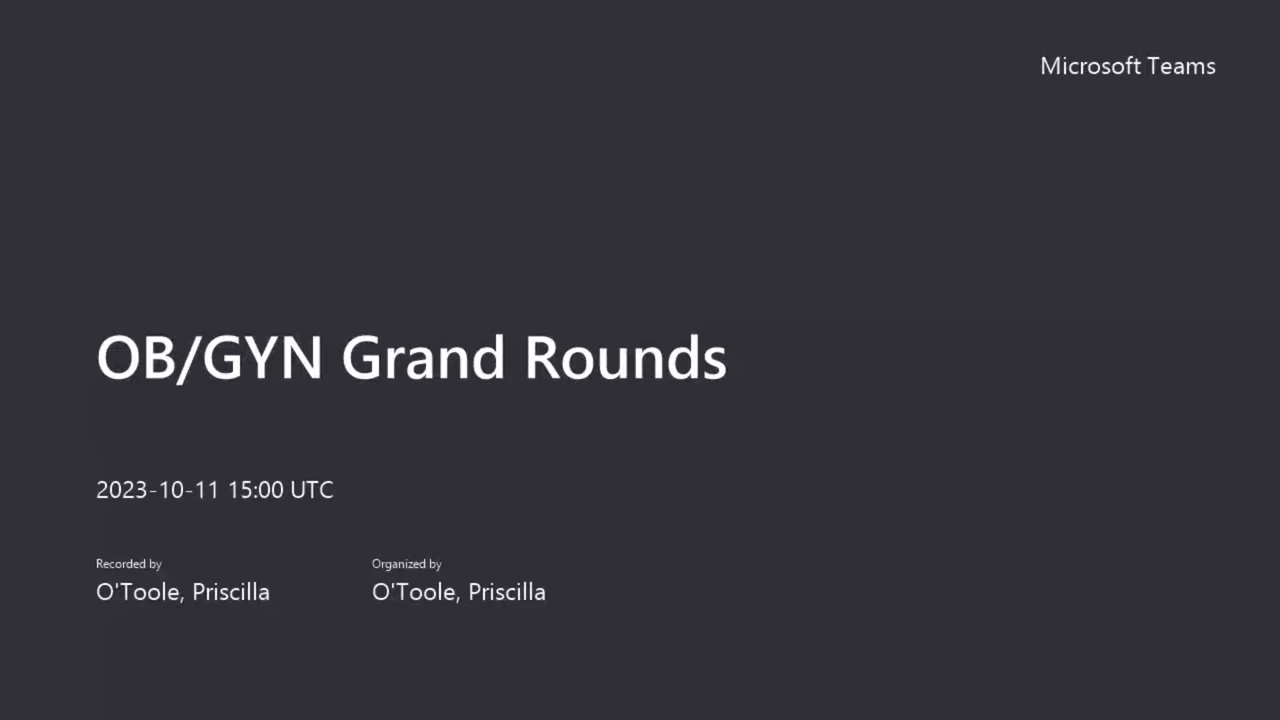 Microsoft Teams
OB/GYN Grand Rounds
2023-10-11 15:00 UTC
Recorded by
O'Toole, Priscilla
Organized by
O'Toole, Priscilla